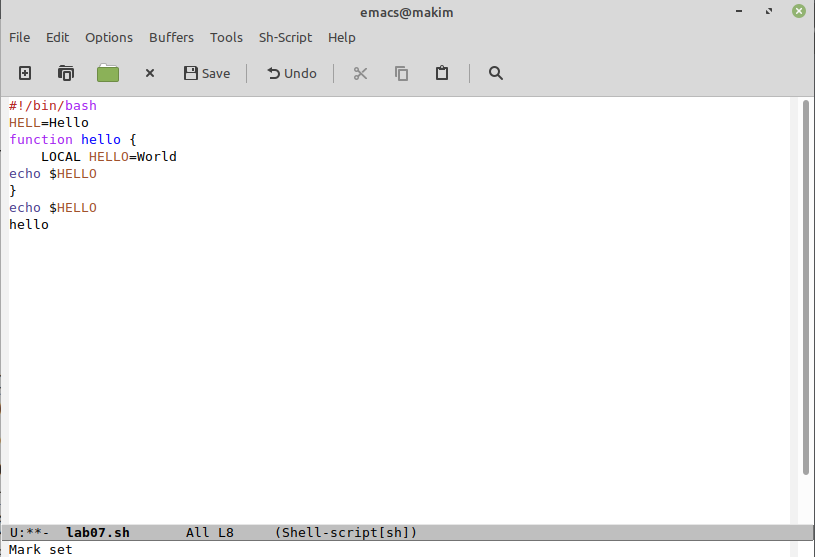 emacs@makim
File Edit Options Buffers Tools Sh-Script Help
Save Undo
#!/bin/bash
HELL=Hello
function hello {
    LOCAL HELLO=World
echo $HELLO
}
echo $HELLO
hello
U:**-  lab07.sh       All L8     (Shell-script[sh])
Mark set